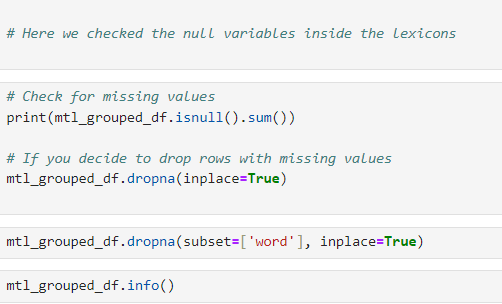 # Here we checked the null variables inside the lexicons
# Check for missing values
print(mtl_grouped_df.isnull().sum())
# If you decide to drop rows with missing values
mtl_grouped_df.dropna(inplace=True)
mtl_grouped_df.dropna(subset=['word'], inplace=True)
mtl_grouped_df.info()